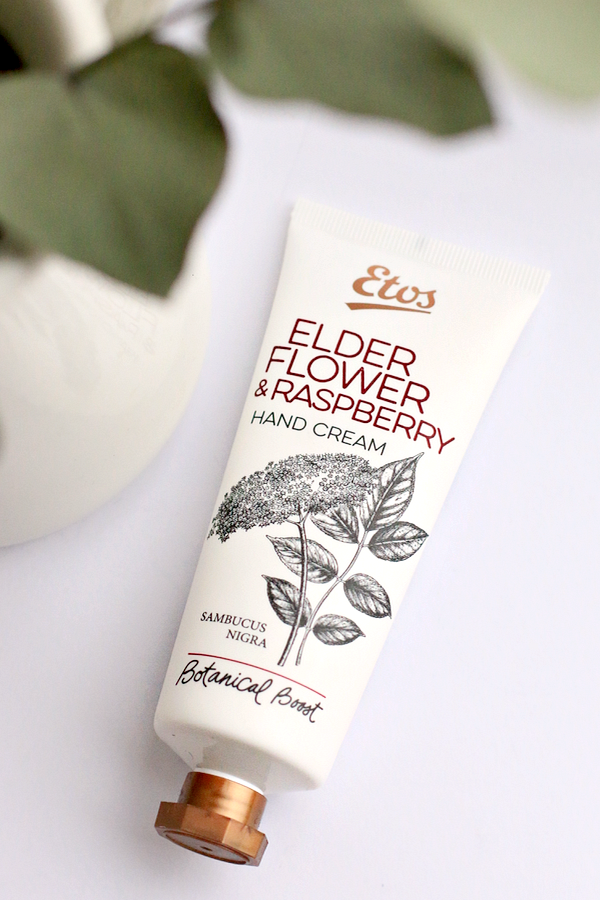 Etos
ELDER
FLOWER
& RASPBERRY
HAND CREAM
SAMBUCUS
NIGRA
Botanical Boost